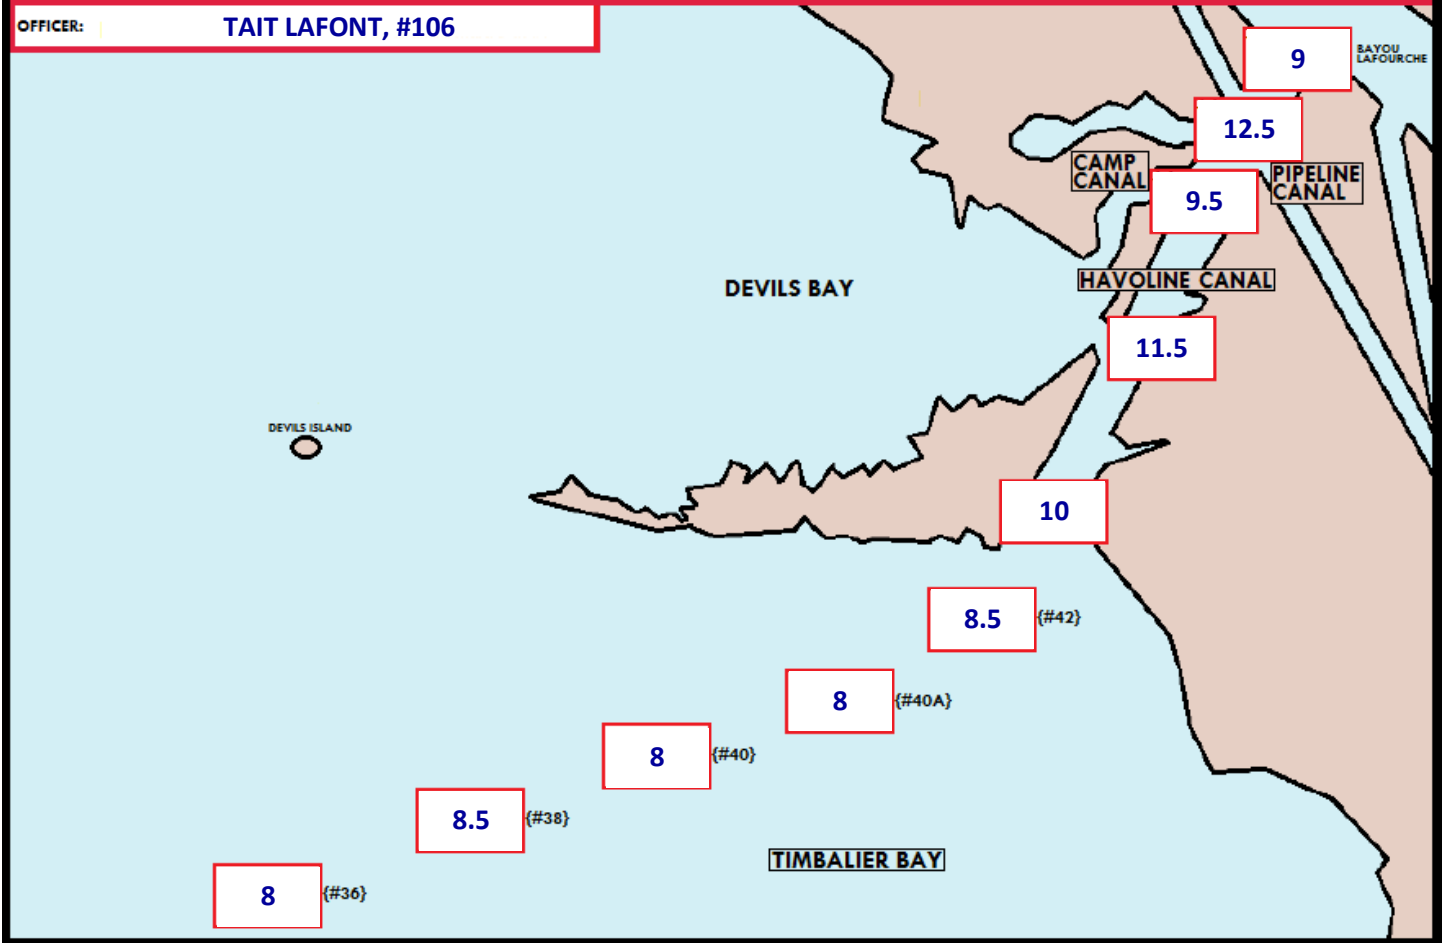 OFFICER: TAIT LAFONT, #106
9
BAYOU
LAFOURCHE
12.5
CAMP
CANAL
PIPELINE
CANAL
9.5
HAVOLINE CANAL
DEVILS BAY
11.5
DEVILS ISLAND
10
8.5 {#42}
8 {#40A}
8 {#40}
8.5 {#38}
TIMBALIER BAY
8 {#36}